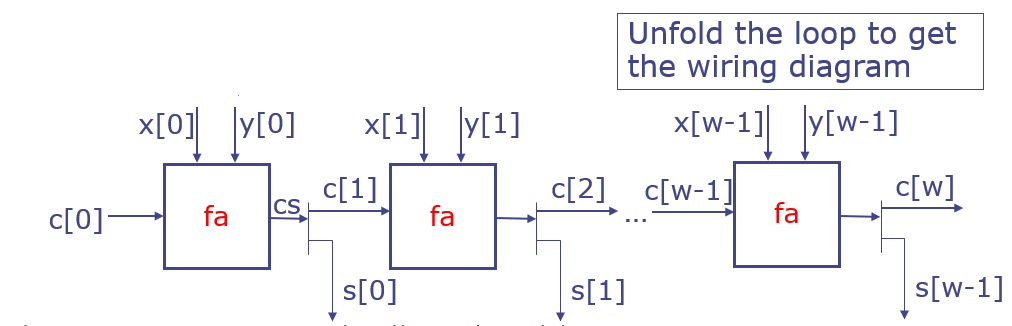 Unfold the loop to get
the wiring diagram
x[0] y[0] x[1] y[1] x[w-1] y[w-1]
c[0] fa cs c[1] fa c[2] ... c[w-1] fa c[w]
s[0] s[1] s[w-1]